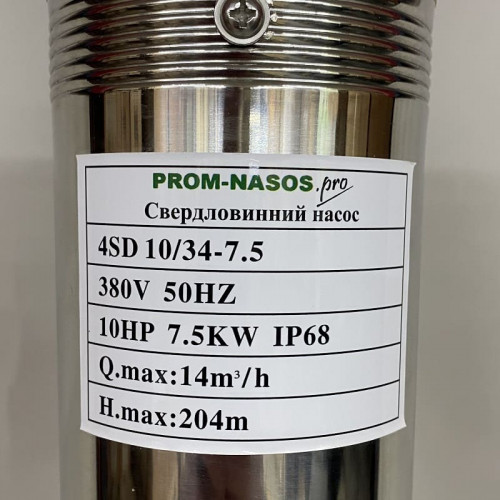 PROM-NASOS.pro
Свердловинний насос
4SD 10/34-7.5
380V 50HZ
10HP 7.5KW IP68
Q.max:14m³/h
H.max:204m